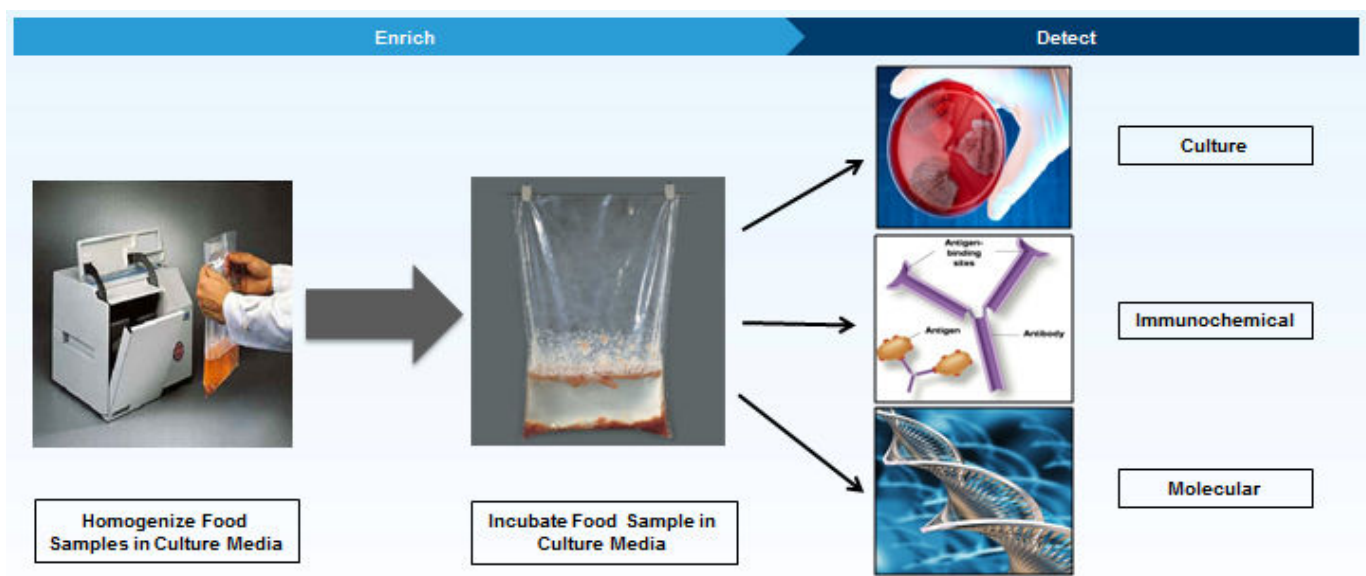 Enrich
Detect
Culture
Antigen-
binding
sites
Antigen
Antibody
Immunochemical
Molecular
Homogenize Food
Samples in Culture Media
Incubate Food Sample in
Culture Media